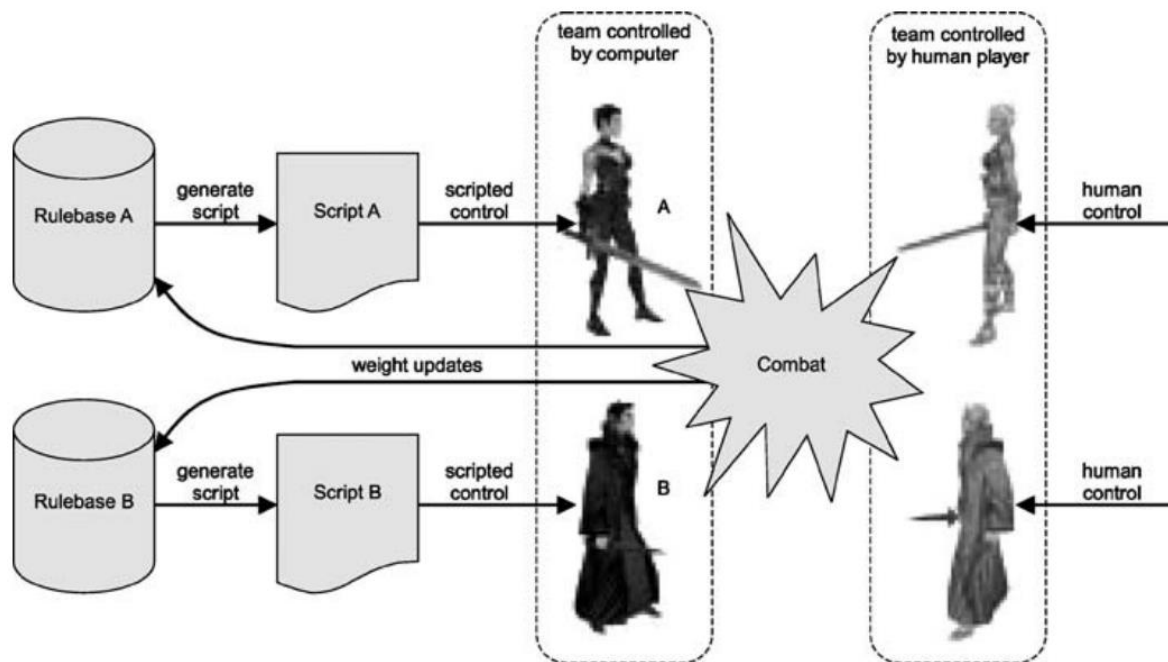 team controlled
by computer
team controlled
by human player
Rulebase A
generate
script
Script A
scripted
control
A
human
control
weight updates
Combat
Rulebase B
generate
script
Script B
scripted
control
B
human
control